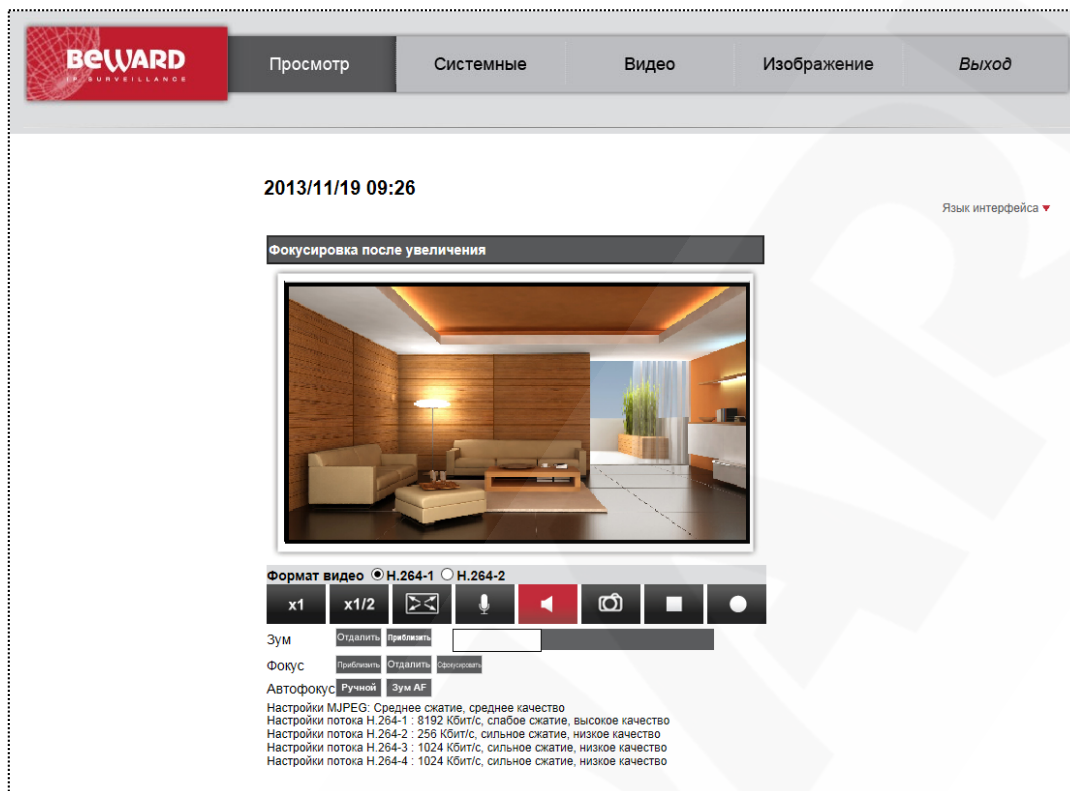 BEWARD
IP SURVEILLANCE
Просмотр
Системные
Видео
Изображение
Выход
2013/11/19 09:26
Язык интерфейса
Фокусировка после увеличения
Формат видео H.264-1 H.264-2
x1 x1/2
Зум Отдалить Приблизить
Фокус Приблизить Отдалить Сфокусировать
Автофокус Ручной Зум AF
Настройки MJPEG: Среднее сжатие, среднее качество
Настройки потока H.264-1 : 8192 Кбит/с, слабое сжатие, высокое качество
Настройки потока H.264-2 : 256 Кбит/с, сильное сжатие, низкое качество
Настройки потока H.264-3 : 1024 Кбит/с, сильное сжатие, низкое качество
Настройки потока H.264-4 : 1024 Кбит/с, сильное сжатие, низкое качество